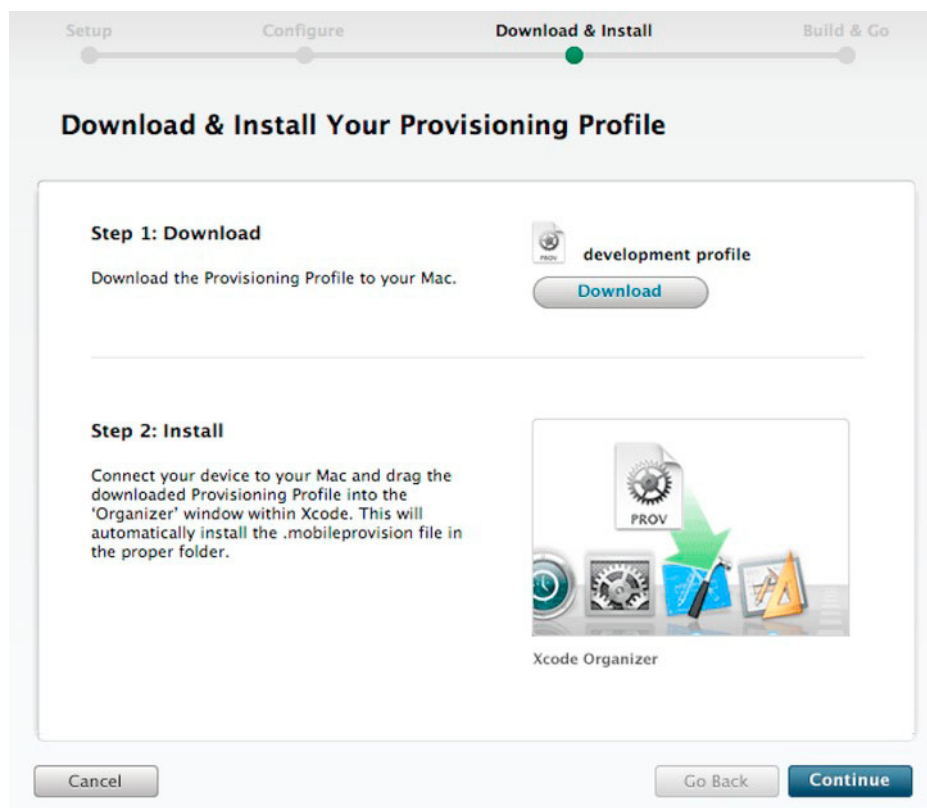 Setup Configure Download & Install Build & Go
Download & Install Your Provisioning Profile
Step 1: Download
Download the Provisioning Profile to your Mac.
PROV
development profile
Download
Step 2: Install
Connect your device to your Mac and drag the
downloaded Provisioning Profile into the
'Organizer' window within Xcode. This will
automatically install the .mobileprovision file in
the proper folder.
PROV
Xcode Organizer
Cancel Go Back Continue